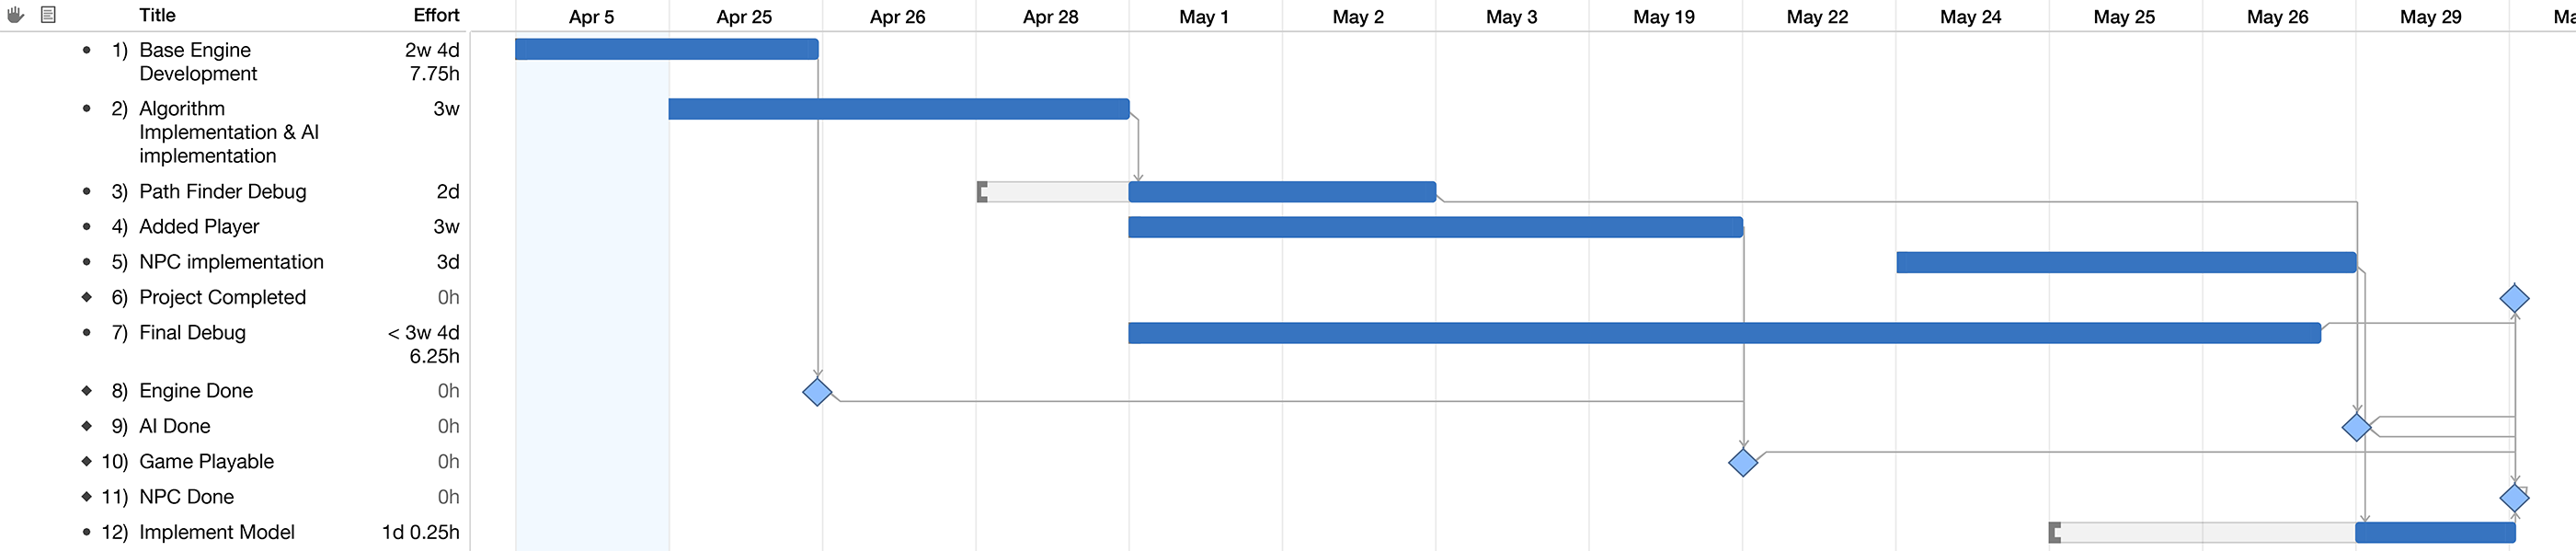 Title Effort Apr 5 Apr 25 Apr 26 Apr 28 May 1 May 2 May 3 May 19 May 22 May 24 May 25 May 26 May 29 Ma
1) Base Engine 2w 4d
Development 7.75h
2) Algorithm 3w
Implementation & AI
implementation
3) Path Finder Debug 2d
4) Added Player 3w
5) NPC implementation 3d
6) Project Completed 0h
7) Final Debug < 3w 4d
6.25h
8) Engine Done 0h
9) AI Done 0h
10) Game Playable 0h
11) NPC Done 0h
12) Implement Model 1d 0.25h